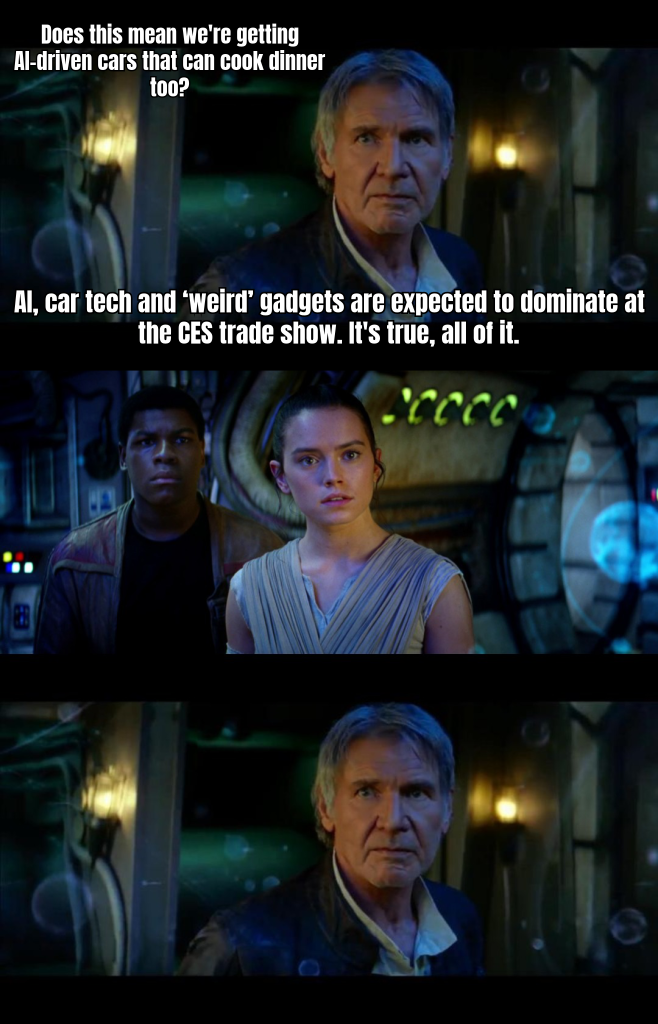 Does this mean we're getting
AI-driven cars that can cook dinner
too?
AI, car tech and ‘weird’ gadgets are expected to dominate at
the CES trade show. It's true, all of it.